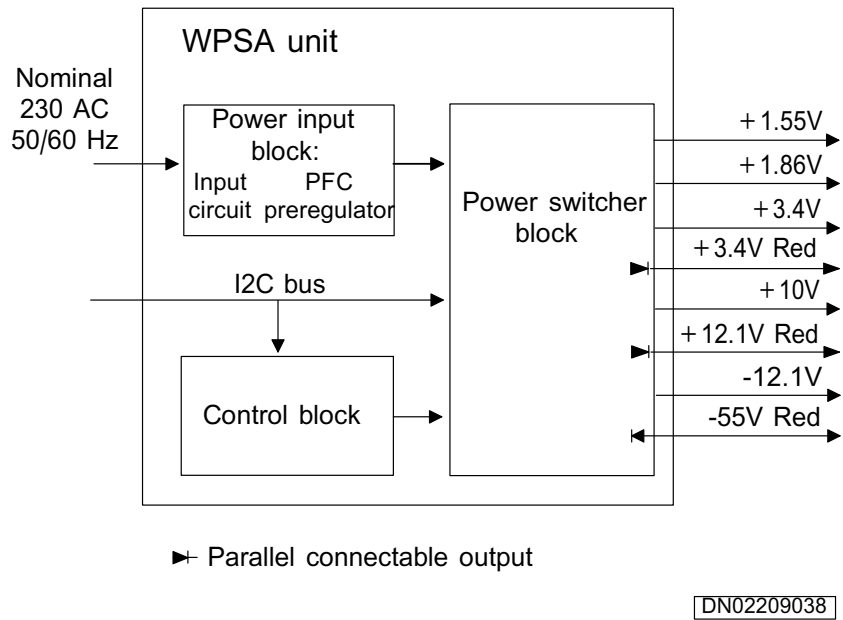 WPSA unit
Nominal
230 AC
50/60 Hz
Power input
block:
Input PFC
circuit preregulator
Power switcher
block
I2C bus
Control block
+1.55V
+1.86V
+3.4V
+3.4V Red
+10V
+12.1V Red
-12.1V
-55V Red
Parallel connectable output
DN02209038